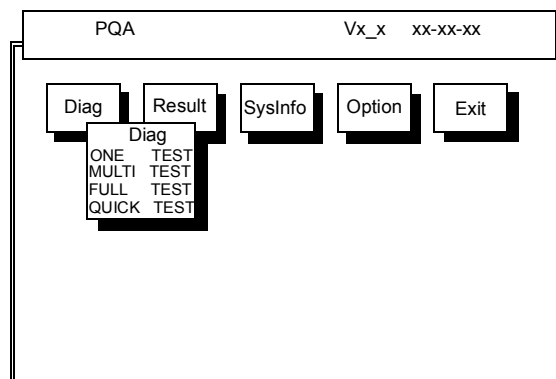 PQA Vx_x xx-xx-xx
Diag Result SysInfo Option Exit
Diag
ONE TEST
MULTI TEST
FULL TEST
QUICK TEST